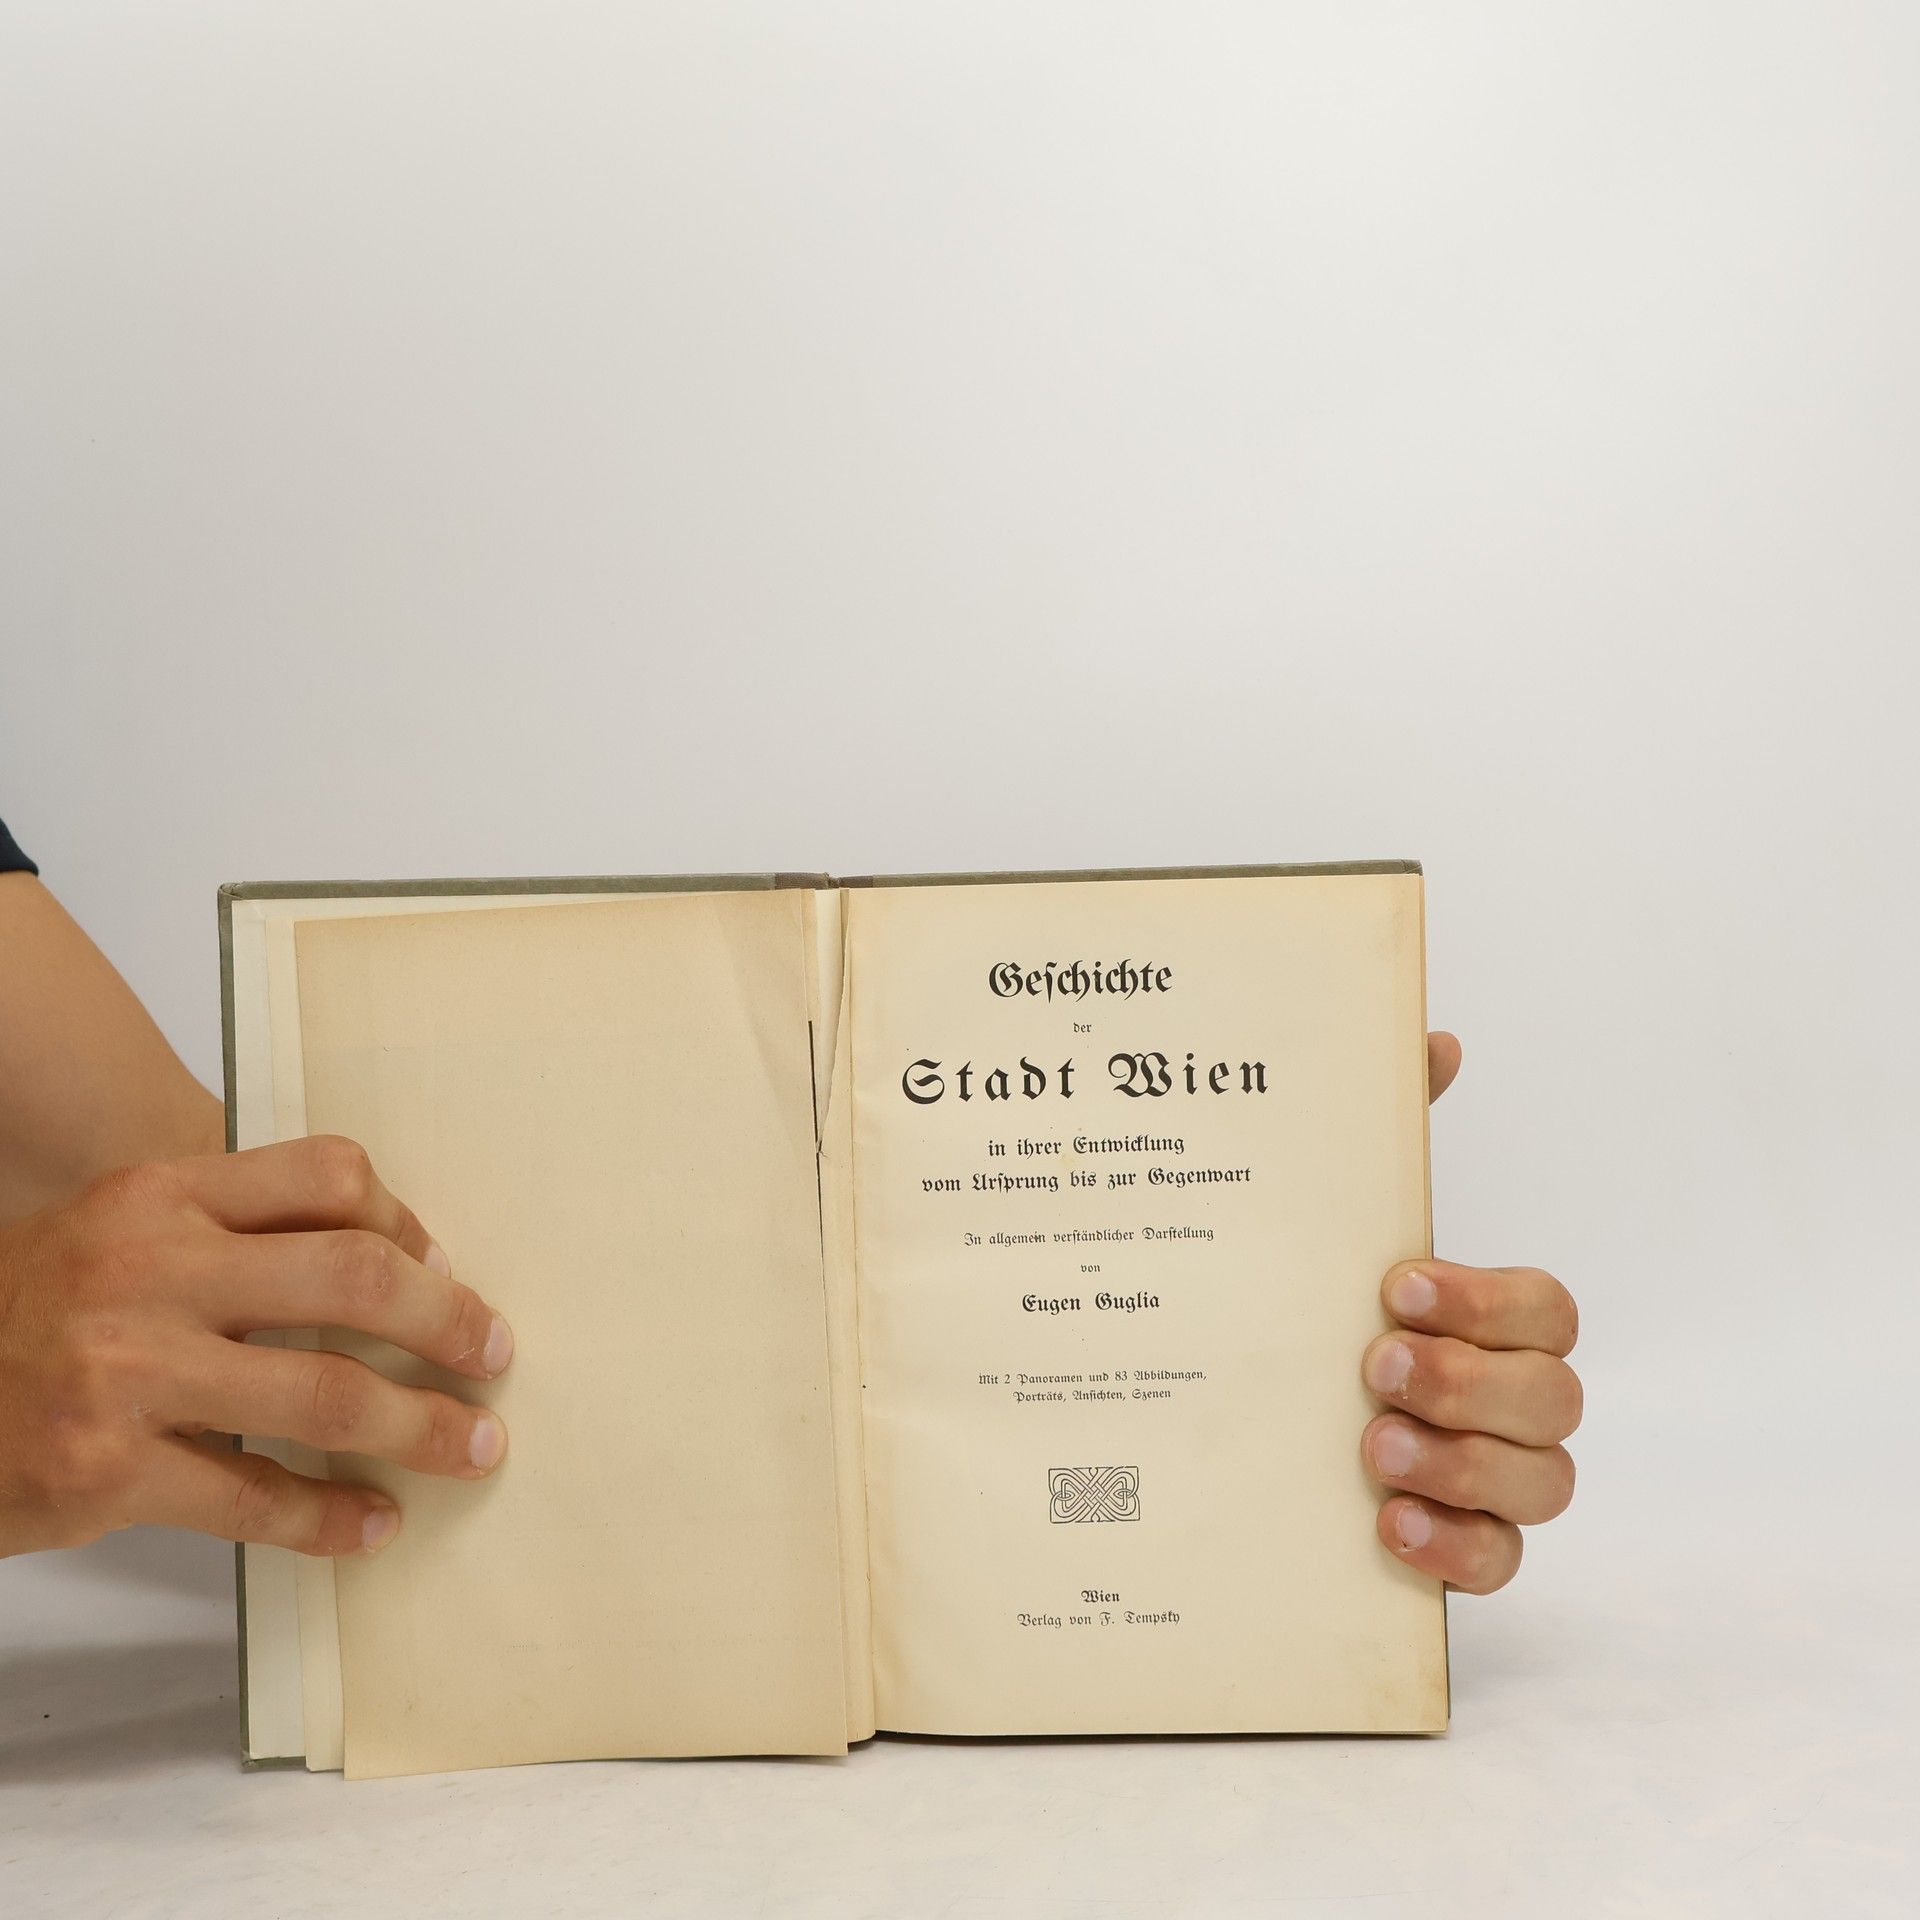 Geſchichte
der
Stadt Wien
in ihrer Entwicklung
vom Urſprung bis zur Gegenwart
In allgemein verſtändlicher Darſtellung
von
Eugen Guglia
Mit 2 Panoramen und 83 Abbildungen,
Porträts, Anſichten, Szenen
Wien
Verlag von F. Tempsky